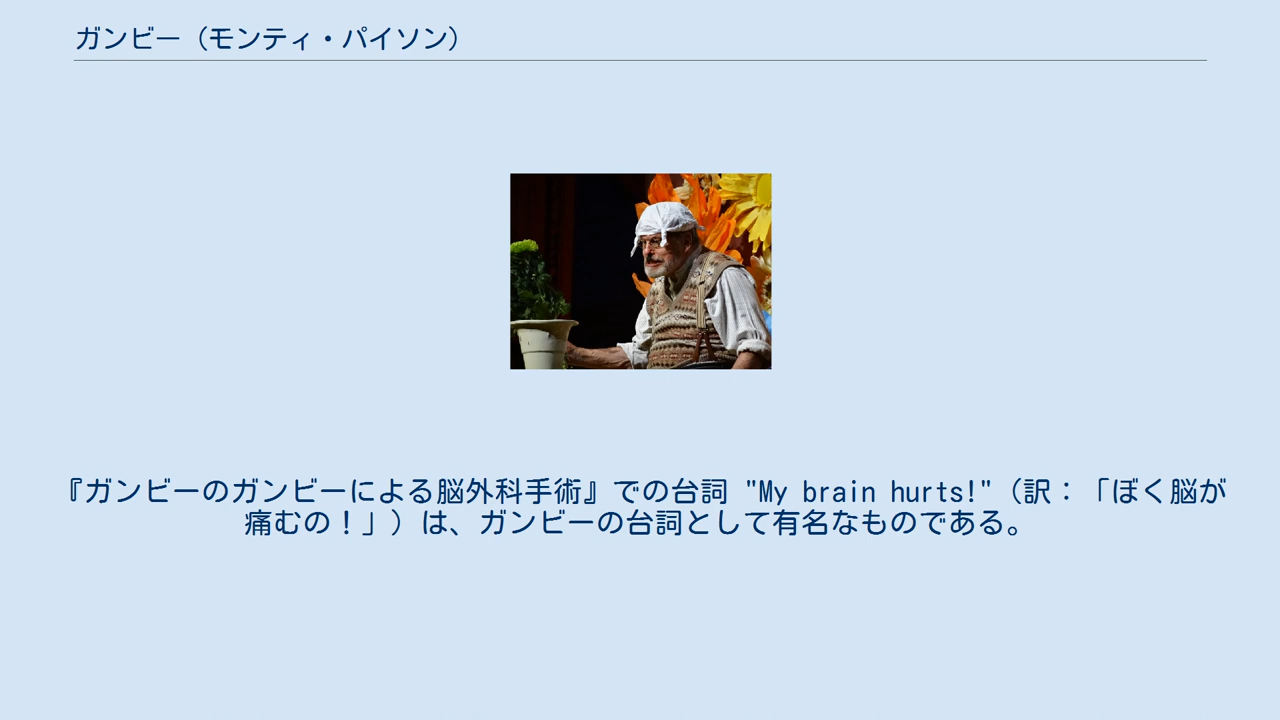 ガンビー（モンティ・パイソン）
『ガンビーのガンビーによる脳外科手術』での台詞 "My brain hurts!"（訳：「ぼく脳が
痛むの！」）は、ガンビーの台詞として有名なものである。